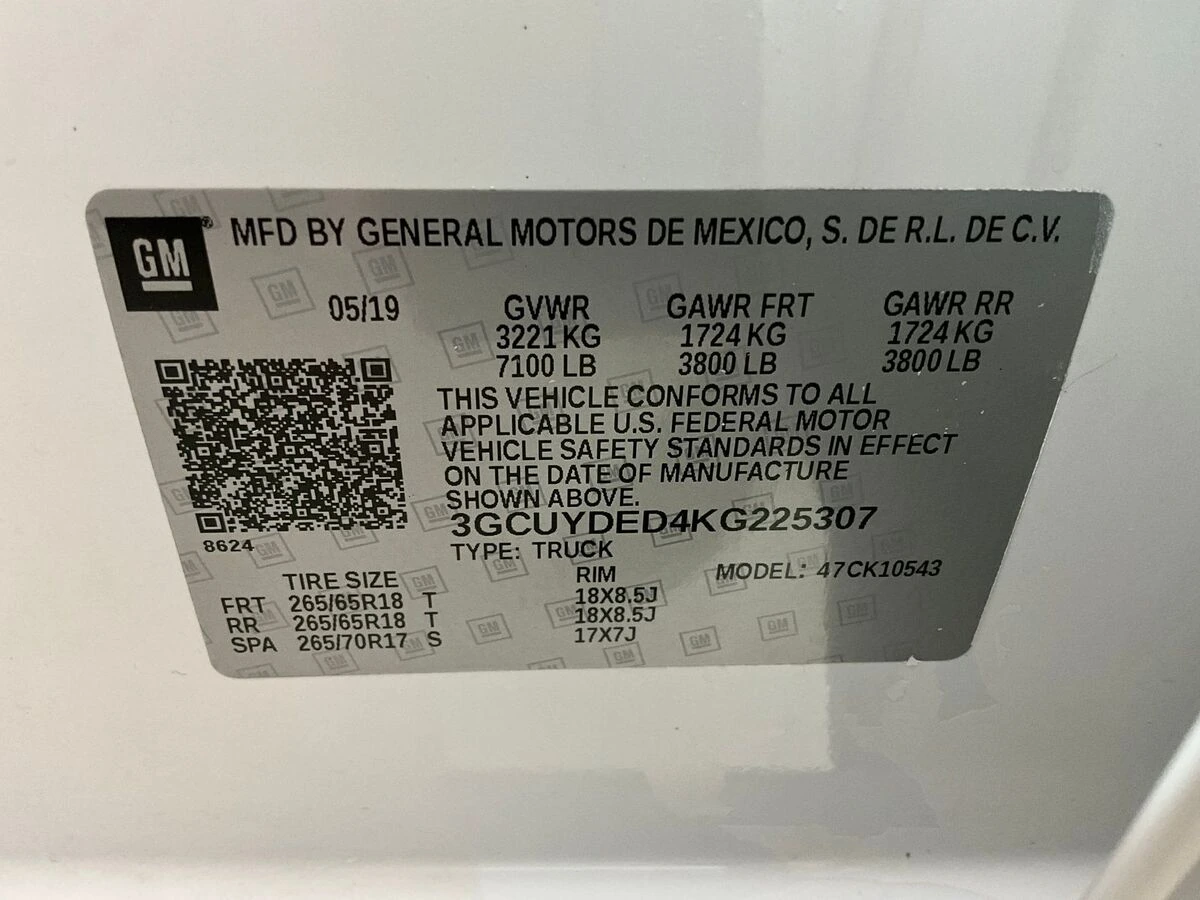 GM® MFD BY GENERAL MOTORS DE MEXICO, S. DE R.L. DE C.V.
05/19 GVWR GAWR FRT GAWR RR
3221 KG 1724 KG 1724 KG
7100 LB 3800 LB 3800 LB
THIS VEHICLE CONFORMS TO ALL
APPLICABLE U.S. FEDERAL MOTOR
VEHICLE SAFETY STANDARDS IN EFFECT
ON THE DATE OF MANUFACTURE
SHOWN ABOVE.
3GCUYDED4KG225307
8624
TYPE: TRUCK
MODEL: 47CK10543
TIRE SIZE RIM
FRT 265/65R18 T 18X8.5J
RR 265/65R18 T 18X8.5J
SPA 265/70R17 S 17X7J